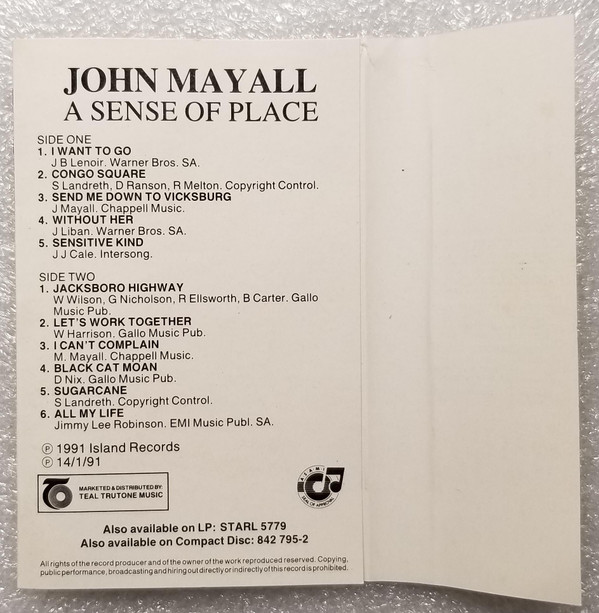 JOHN MAYALL
A SENSE OF PLACE
SIDE ONE
1. I WANT TO GO
J B Lenoir. Warner Bros. SA.
2. CONGO SQUARE
S Landreth, D Ranson, R Melton. Copyright Control.
3. SEND ME DOWN TO VICKSBURG
J Mayall. Chappell Music.
4. WITHOUT HER
J Liban. Warner Bros. SA.
5. SENSITIVE KIND
J J Cale. Intersong.
SIDE TWO
1. JACKSBORO HIGHWAY
W Wilson, G Nicholson, R Ellsworth, B Carter. Gallo
Music Pub.
2. LET'S WORK TOGETHER
W Harrison. Gallo Music Pub.
3. I CAN'T COMPLAIN
M. Mayall. Chappell Music.
4. BLACK CAT MOAN
D Nix. Gallo Music Pub.
5. SUGARCANE
S Landreth. Copyright Control.
6. ALL MY LIFE
Jimmy Lee Robinson. EMI Music Publ. SA.
℗ 1991 Island Records
℗ 14/1/91
MARKETED & DISTRIBUTED BY:
TEAL TRUTONE MUSIC
SEAL OF APPROVAL
Also available on LP: STARL 5779
Also available on Compact Disc: 842 795-2
All rights of the record producer and of the owner of the work reproduced reserved. Copying,
public performance, broadcasting and hiring out directly or indirectly of this record is prohibited.